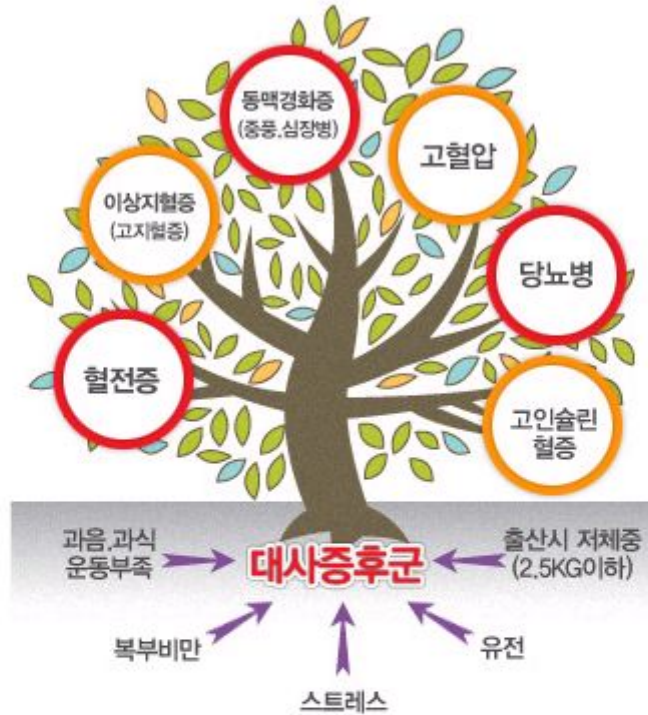 동맥경화증
(중풍.심장병)
고혈압
이상지혈증
(고지혈증)
당뇨병
혈전증
고인슐린
혈증
과음.과식
운동부족
대사증후군
출산시 저체중
(2.5KG이하)
복부비만
유전
스트레스